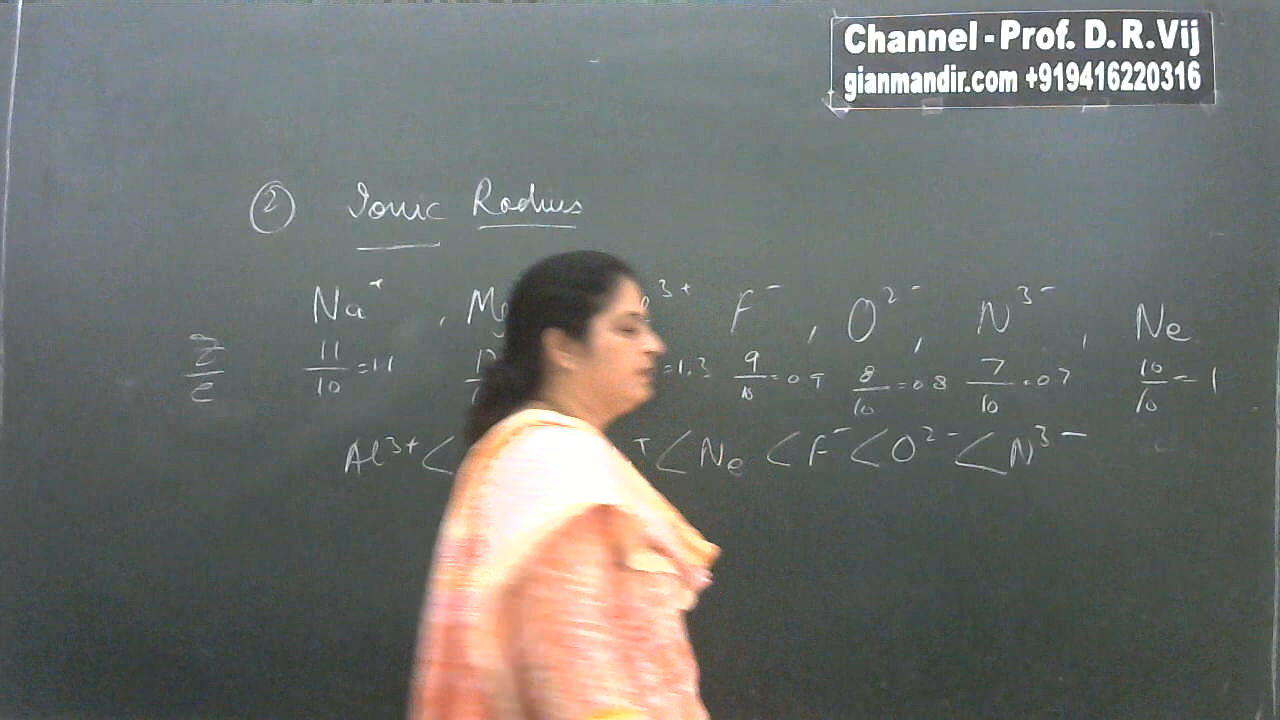 Channel - Prof. D. R. Vij
gianmandir.com +919416220316
② Ionic Radius
Na⁺ , Mg 3+ F⁻ , O²⁻ , N³⁻ , Ne
Z/e 11/10 = 1.1 = 1.3 9/10 = 0.9 8/10 = 0.8 7/10 = 0.7 10/10 = 1
Al³⁺ < ⁺ < Ne < F⁻ < O²⁻ < N³⁻